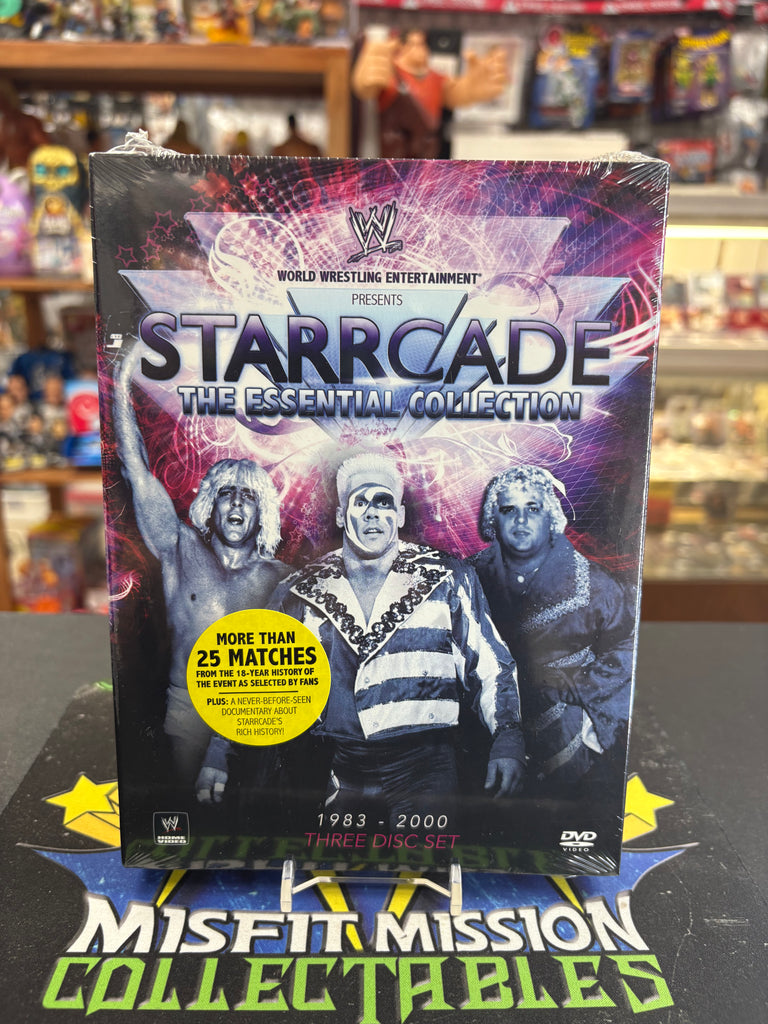 W
WORLD WRESTLING ENTERTAINMENT®
PRESENTS
STARRCADE
THE ESSENTIAL COLLECTION
MORE THAN
25 MATCHES
FROM THE 18-YEAR HISTORY OF
THE EVENT AS SELECTED BY FANS
PLUS: A NEVER-BEFORE-SEEN
DOCUMENTARY ABOUT
STARRCADE'S
RICH HISTORY!
1983 - 2000
THREE DISC SET
W
HOME
VIDEO
DVD
VIDEO
MISFIT MISSION
COLLECTABLES